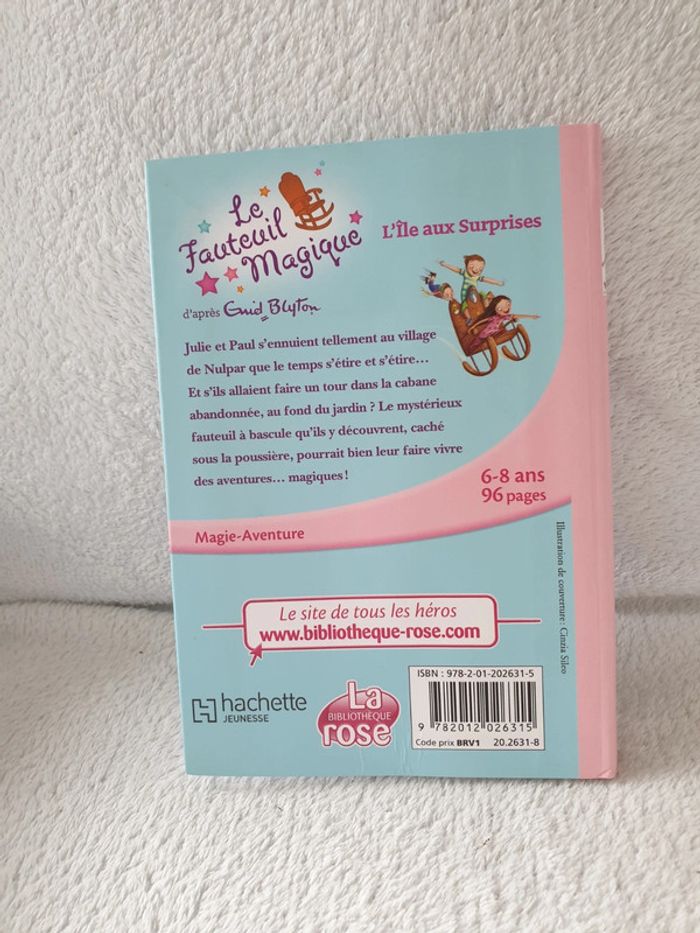 Le
Fauteuil
Magique
L'Île aux Surprises
d'après Enid Blyton
Julie et Paul s'ennuient tellement au village
de Nulpar que le temps s'étire et s'étire...
Et s'ils allaient faire un tour dans la cabane
abandonnée, au fond du jardin ? Le mystérieux
fauteuil à bascule qu'ils y découvrent, caché
sous la poussière, pourrait bien leur faire vivre
des aventures... magiques !
6-8 ans
96 pages
Magie-Aventure
Illustration de couverture : Cinzia Sileo
Le site de tous les héros
www.bibliotheque-rose.com
hachette
JEUNESSE
La
BIBLIOTHÈQUE
rose
ISBN : 978-2-01-202631-5
9 782012 026315
Code prix BRV1 20.2631-8